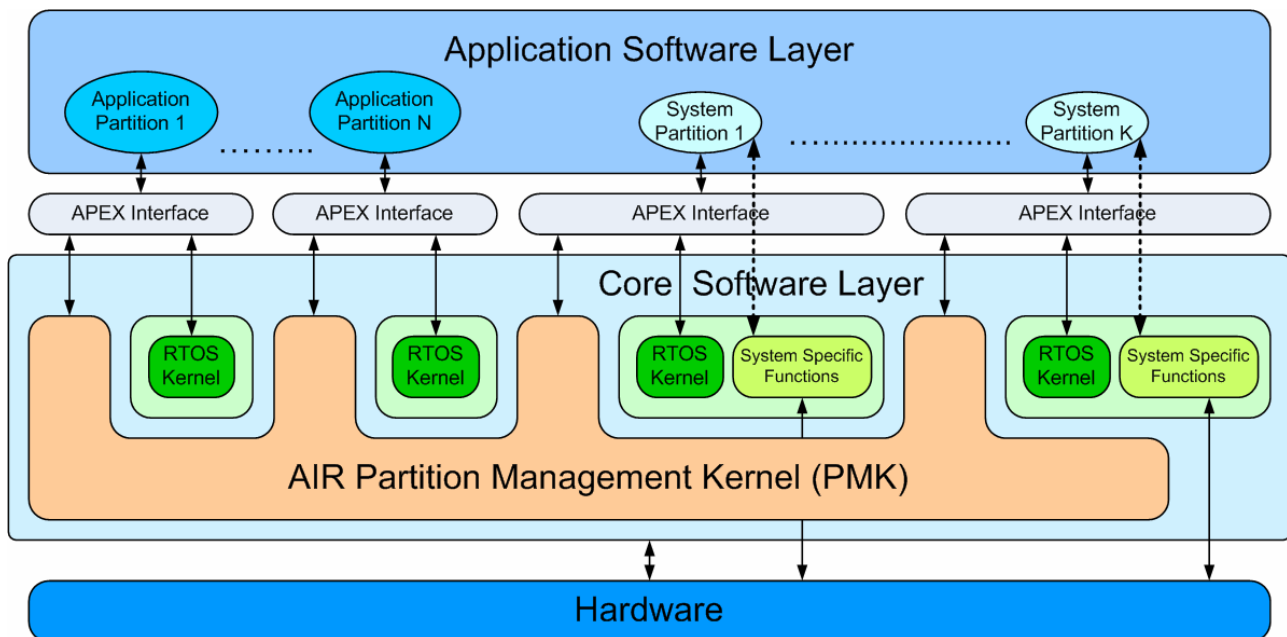 Application Software Layer
Application
Partition 1
Application
Partition N
System
Partition 1
System
Partition K
APEX Interface
APEX Interface
APEX Interface
APEX Interface
Core Software Layer
RTOS
Kernel
RTOS
Kernel
RTOS
Kernel
System Specific
Functions
RTOS
Kernel
System Specific
Functions
AIR Partition Management Kernel (PMK)
Hardware